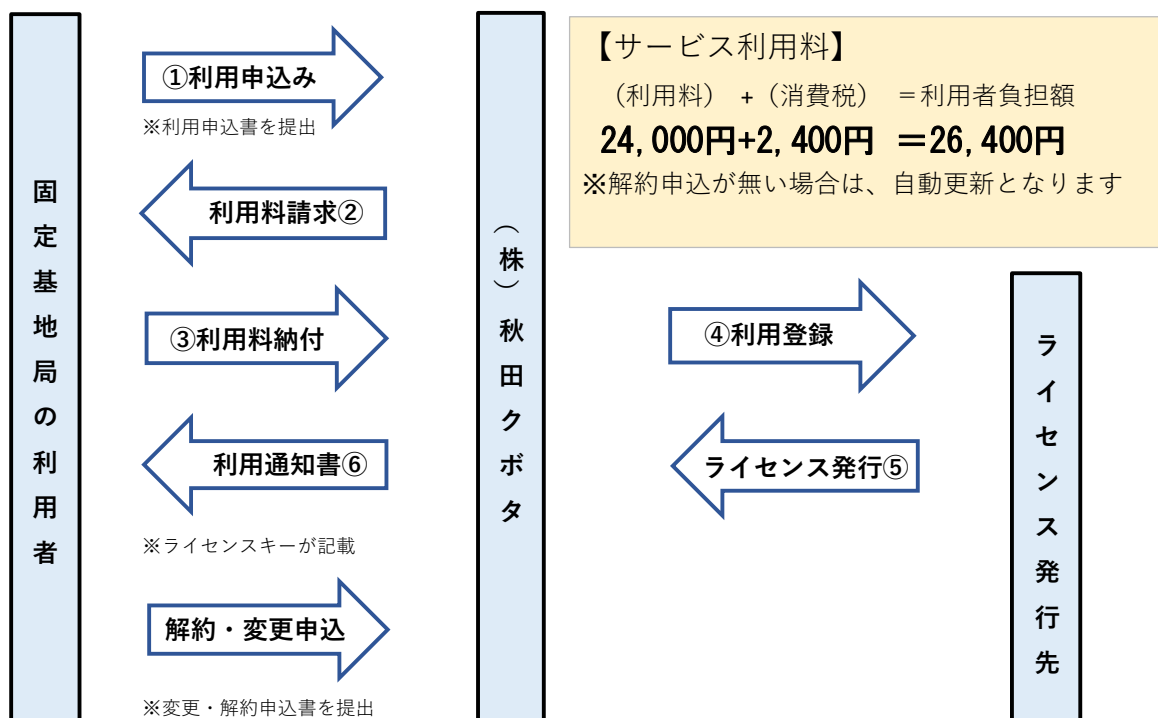 【サービス利用料】
（利用料） +（消費税） ＝利用者負担額
24,000円+2,400円 ＝26,400円
※解約申込が無い場合は、自動更新となります
固定基地局の利用者
①利用申込み
※利用申込書を提出
利用料請求②
③利用料納付
利用通知書⑥
※ライセンスキーが記載
解約・変更申込
※変更・解約申込書を提出
（株）秋田クボタ
④利用登録
ライセンス発行⑤
ライセンス発行先